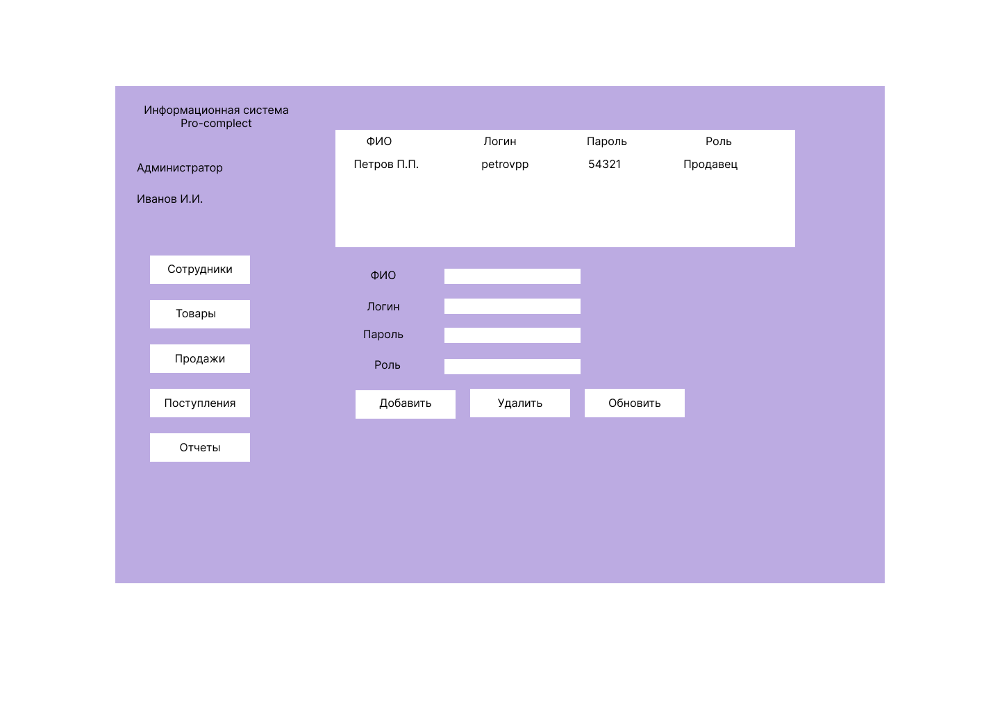 Информационная система
Pro-complect
Администратор
Иванов И.И.
Сотрудники
Товары
Продажи
Поступления
Отчеты
ФИО Логин Пароль Роль
Петров П.П. petrovpp 54321 Продавец
ФИО
Логин
Пароль
Роль
Добавить Удалить Обновить